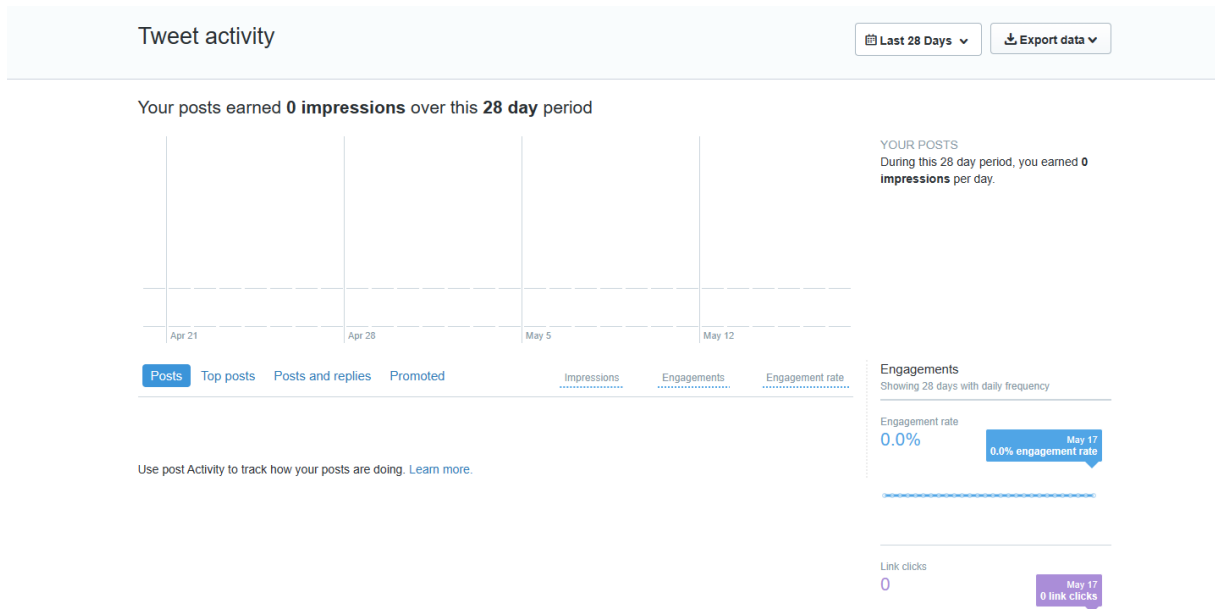 Tweet activity
Last 28 Days
Export data
Your posts earned 0 impressions over this 28 day period
YOUR POSTS
During this 28 day period, you earned 0
impressions per day.
Apr 21
Apr 28
May 5
May 12
Posts
Top posts
Posts and replies
Promoted
Impressions
Engagements
Engagement rate
Use post Activity to track how your posts are doing. Learn more.
Engagements
Showing 28 days with daily frequency
Engagement rate
0.0%
May 17
0.0% engagement rate
Link clicks
0
May 17
0 link clicks